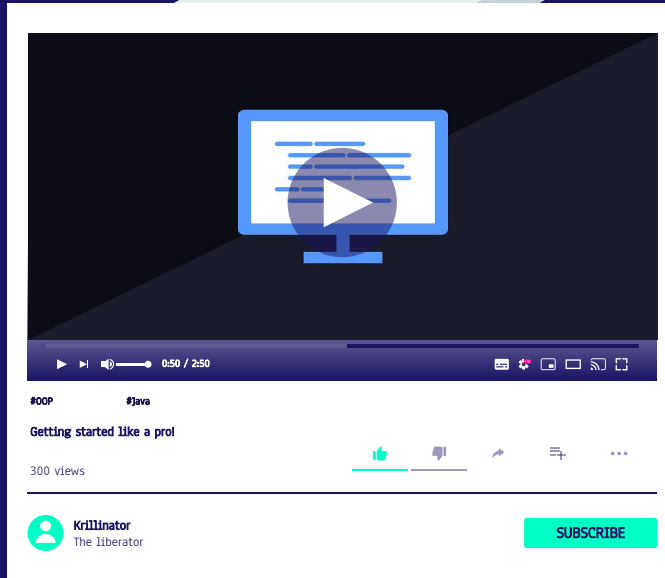 0:50 / 2:50
#OOP #java
Getting started like a pro!
300 views
Krillinator
The liberator
SUBSCRIBE